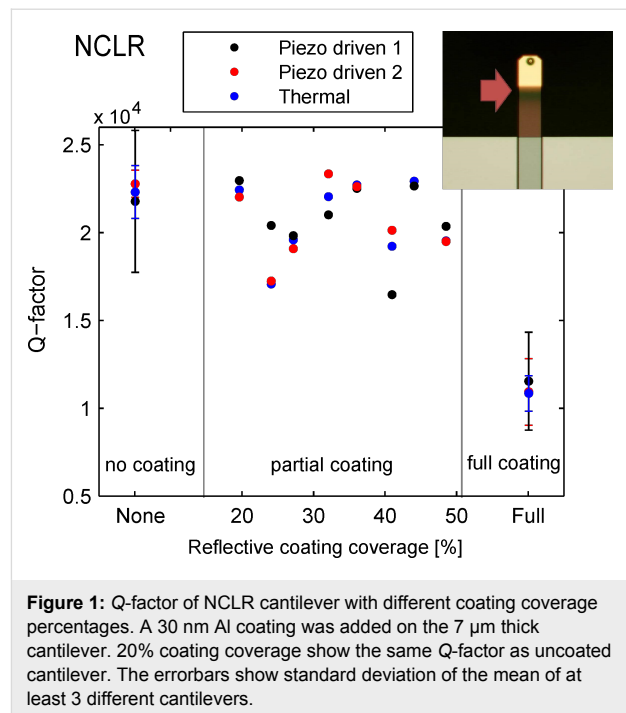 NCLR
Piezo driven 1
Piezo driven 2
Thermal
x 10^4
2.5
2
1.5
1
0.5
Q-factor
no coating
partial coating
full coating
None
20
30
40
50
Full
Reflective coating coverage [%]
Figure 1: Q-factor of NCLR cantilever with different coating coverage
percentages. A 30 nm Al coating was added on the 7 μm thick
cantilever. 20% coating coverage show the same Q-factor as uncoated
cantilever. The errorbars show standard deviation of the mean of at
least 3 different cantilevers.